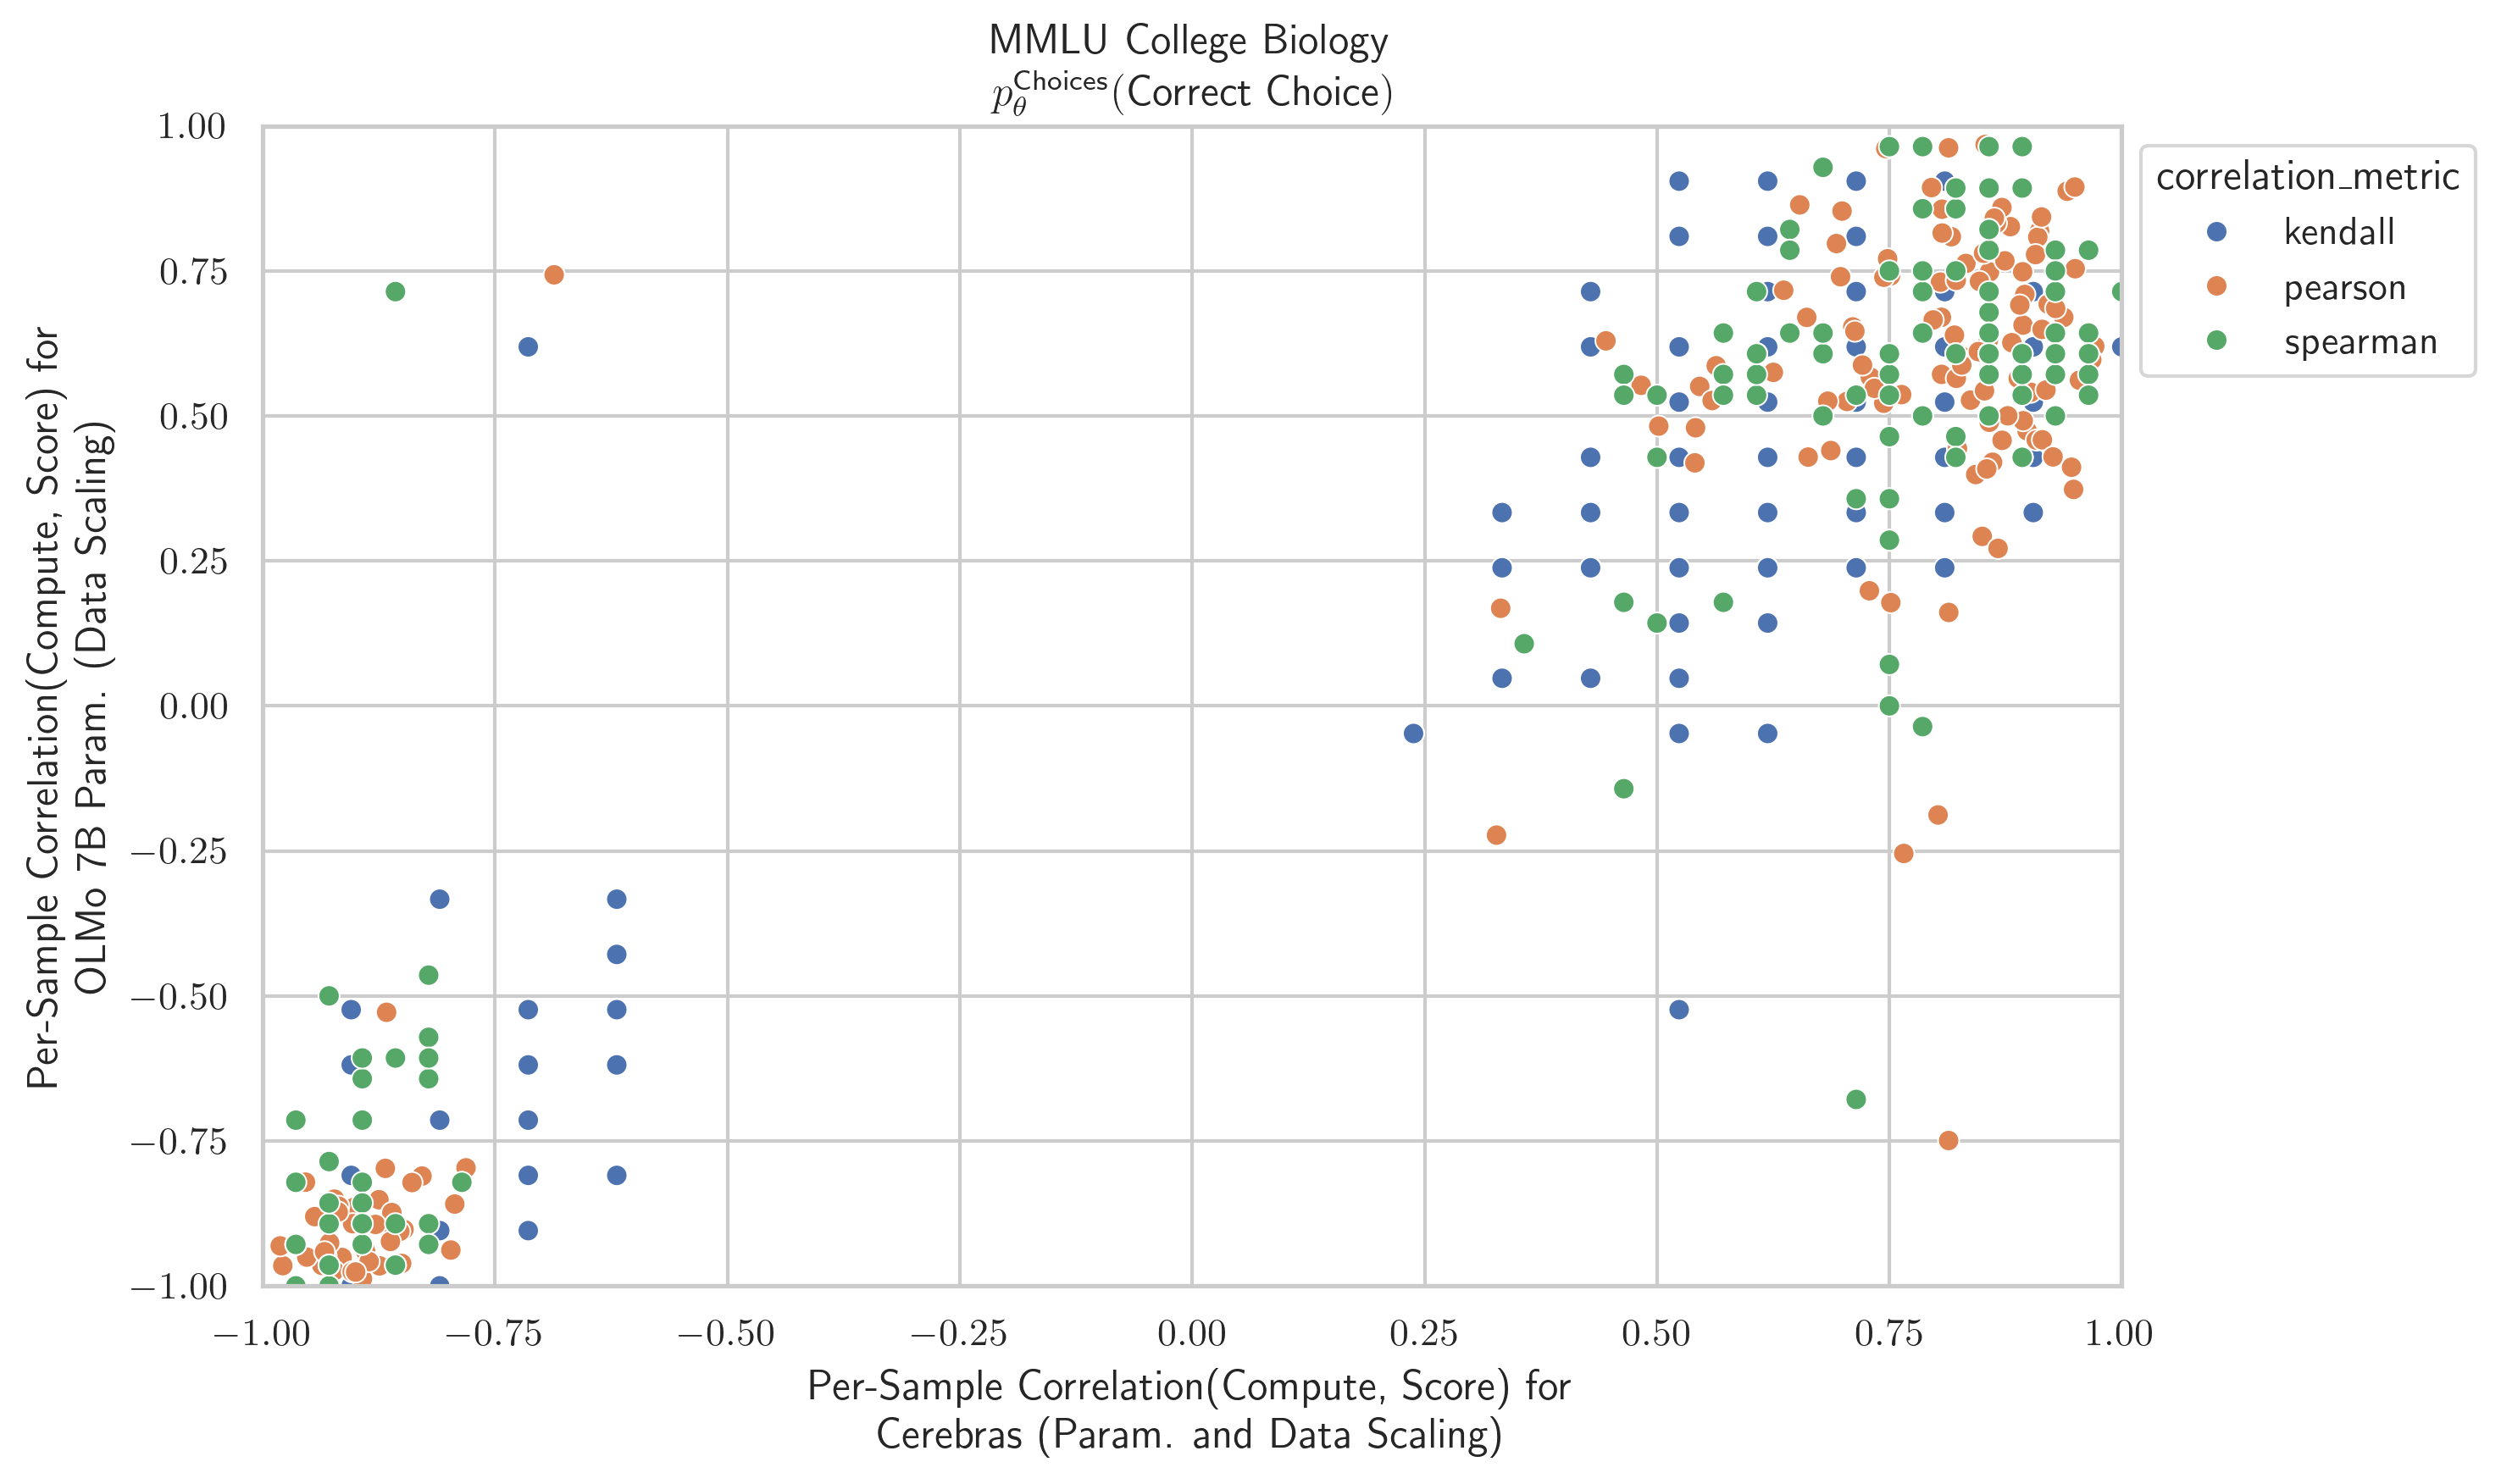 MMLU College Biology
p_θ^Choices(Correct Choice)
1.00
0.75
0.50
0.25
0.00
−0.25
−0.50
−0.75
−1.00
Per-Sample Correlation(Compute, Score) for
OLMo 7B Param. (Data Scaling)
−1.00 −0.75 −0.50 −0.25 0.00 0.25 0.50 0.75 1.00
Per-Sample Correlation(Compute, Score) for
Cerebras (Param. and Data Scaling)
correlation_metric
kendall
pearson
spearman